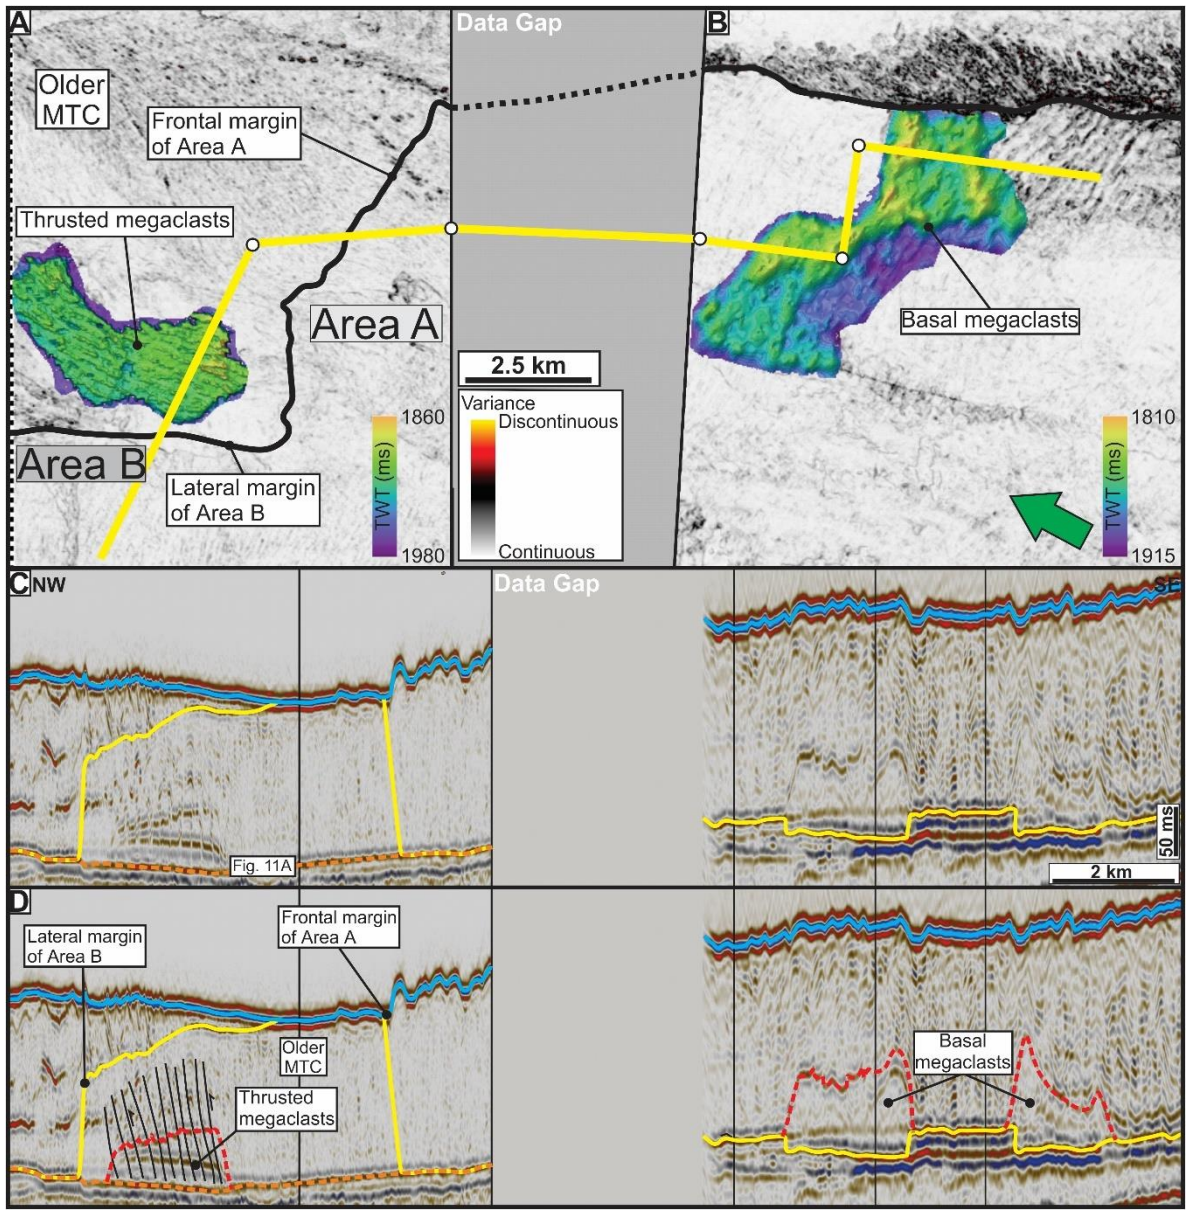 A
Data Gap
B
Older
MTC
Frontal margin
of Area A
Thrusted megaclasts
Area A
Basal megaclasts
2.5 km
Variance
Discontinuous
Continuous
1860
TWT (ms)
1980
1810
TWT (ms)
1915
Area B
Lateral margin
of Area B
C
NW
Data Gap
SE
Fig. 11A
50 ms
2 km
D
Lateral margin
of Area B
Frontal margin
of Area A
Older
MTC
Thrusted
megaclasts
Basal
megaclasts